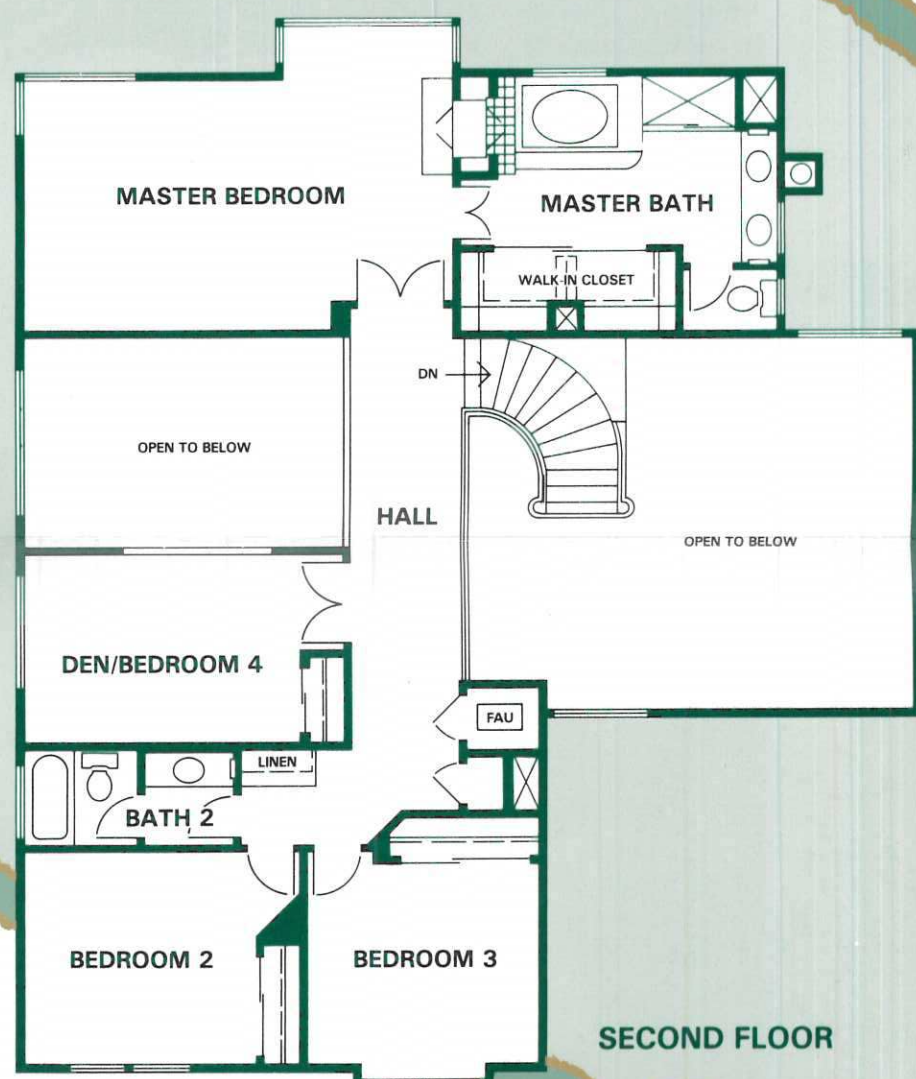 MASTER BEDROOM
MASTER BATH
WALK-IN CLOSET
DN
OPEN TO BELOW
HALL
OPEN TO BELOW
DEN/BEDROOM 4
FAU
LINEN
BATH 2
BEDROOM 2
BEDROOM 3
SECOND FLOOR